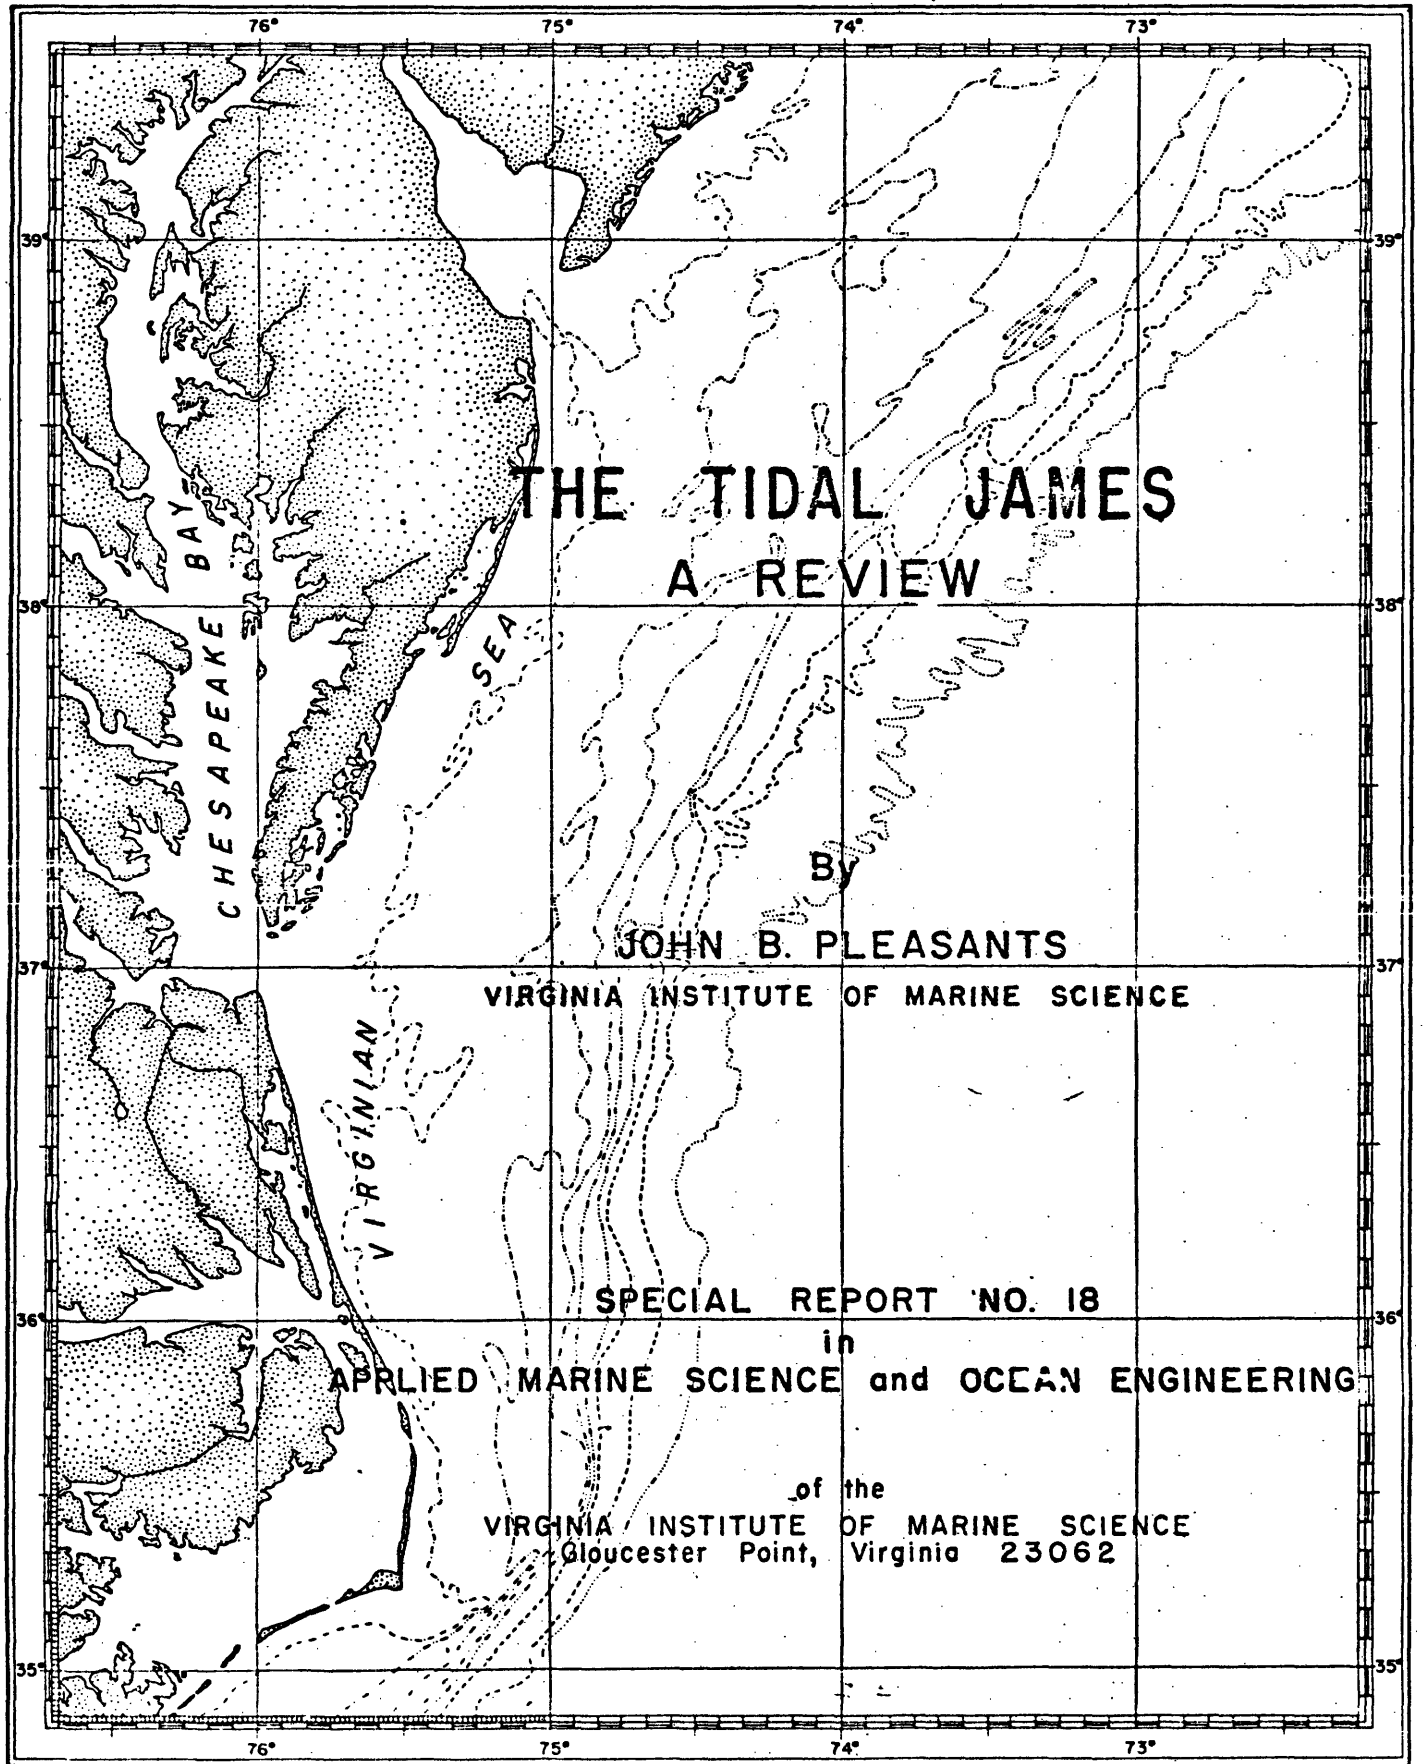 76° 75° 74° 73°
39° 39°
THE TIDAL JAMES
A REVIEW
38° 38°
CHESAPEAKE BAY
VIRGINIAN SEA
By
JOHN B. PLEASANTS
37° 37°
VIRGINIA INSTITUTE OF MARINE SCIENCE
SPECIAL REPORT NO. 18
36° 36°
in
APPLIED MARINE SCIENCE and OCEAN ENGINEERING
of the
VIRGINIA INSTITUTE OF MARINE SCIENCE
Gloucester Point, Virginia 23062
35° 35°
76° 75° 74° 73°